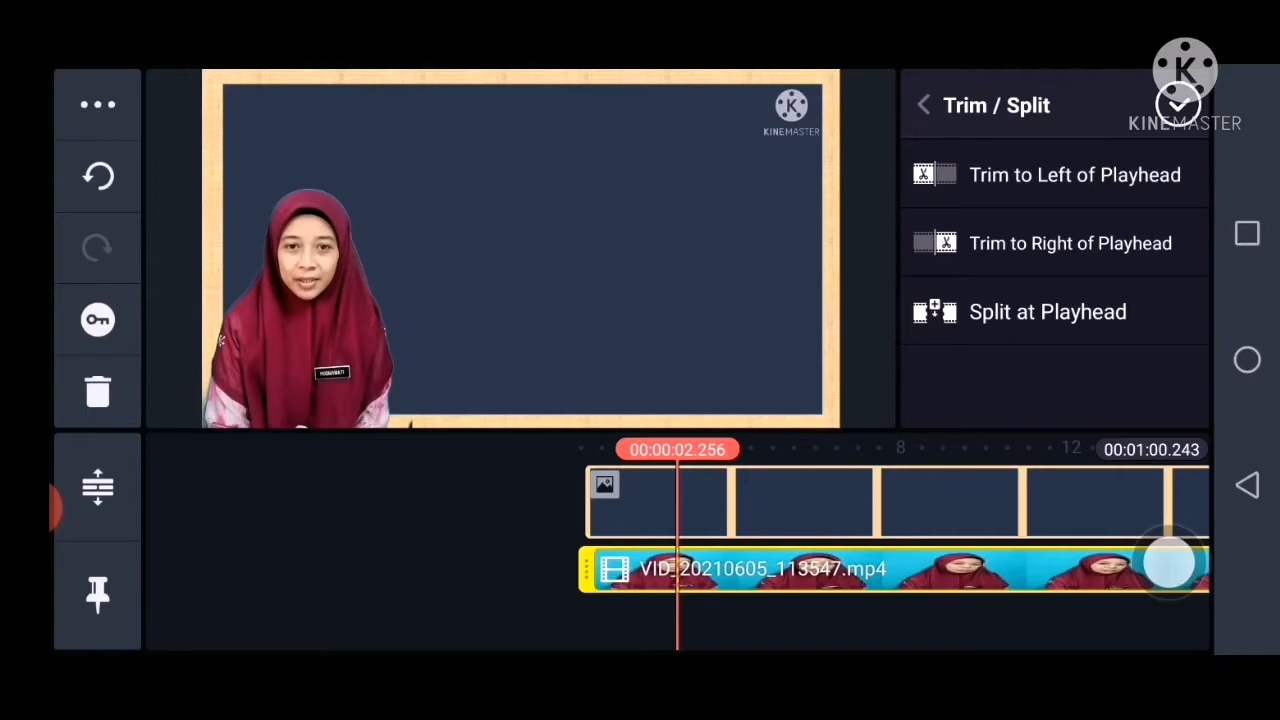 KINEMASTER
Trim / Split
KINEMASTER
Trim to Left of Playhead
Trim to Right of Playhead
Split at Playhead
00:00:02.256
8
12
00:01:00.243
VID_20210605_113547.mp4